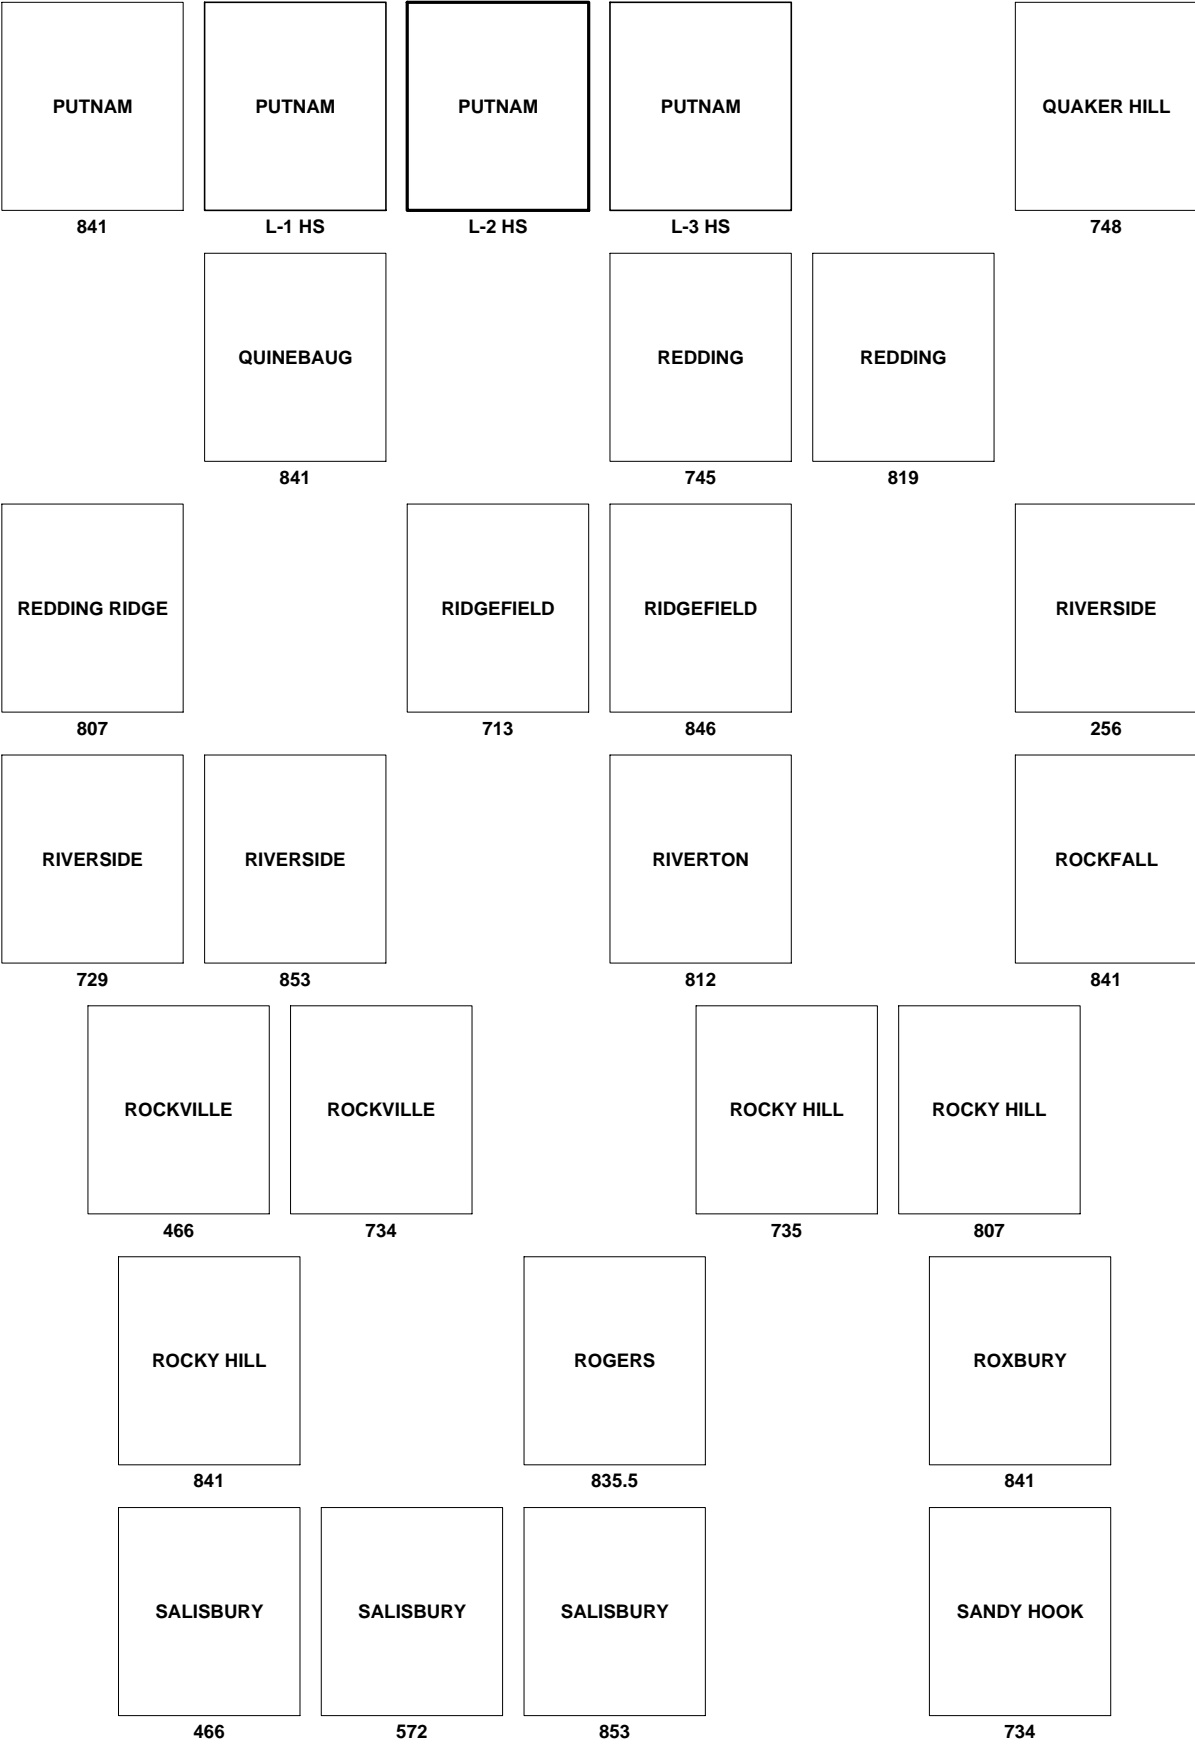 PUTNAM PUTNAM PUTNAM PUTNAM QUAKER HILL
841 L-1 HS L-2 HS L-3 HS 748
QUINEBAUG REDDING REDDING
841 745 819
REDDING RIDGE RIDGEFIELD RIDGEFIELD RIVERSIDE
807 713 846 256
RIVERSIDE RIVERSIDE RIVERTON ROCKFALL
729 853 812 841
ROCKVILLE ROCKVILLE ROCKY HILL ROCKY HILL
466 734 735 807
ROCKY HILL ROGERS ROXBURY
841 835.5 841
SALISBURY SALISBURY SALISBURY SANDY HOOK
466 572 853 734